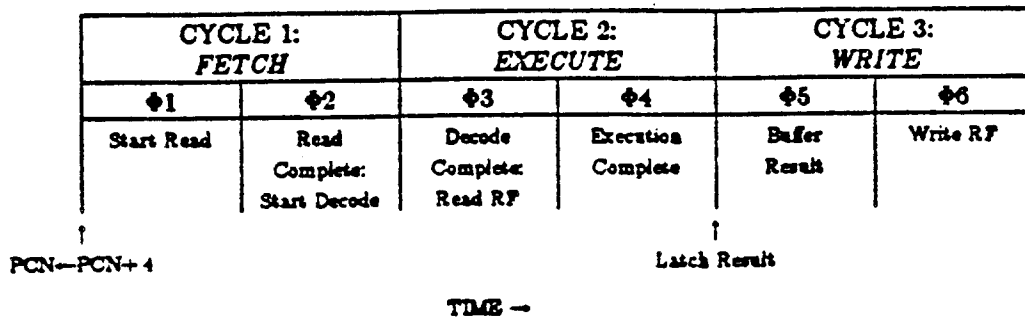 CYCLE 1: CYCLE 2: CYCLE 3:
FETCH EXECUTE WRITE
Φ1 Φ2 Φ3 Φ4 Φ5 Φ6
Start Read Read Decode Execution Buffer Write RF
Complete: Complete: Complete Result
Start Decode Read RF
↑ ↑
PCN←PCN+4 Latch Result
TIME →